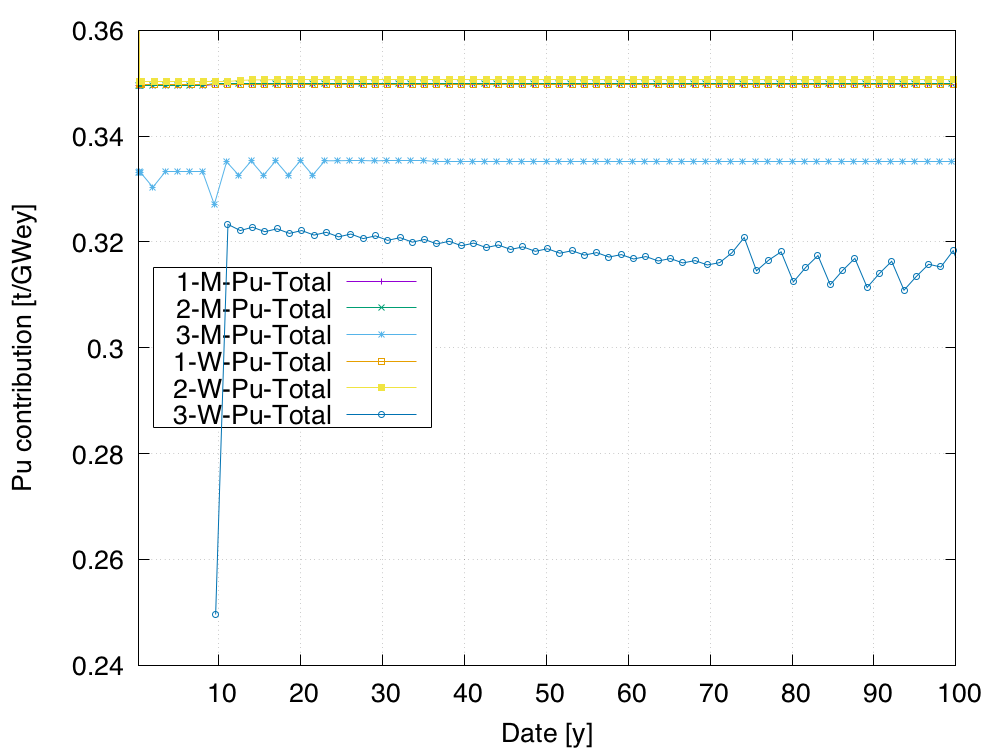 0.36
0.34
0.32
0.3
0.28
0.26
0.24
Pu contribution [t/GWey]
1-M-Pu-Total
2-M-Pu-Total
3-M-Pu-Total
1-W-Pu-Total
2-W-Pu-Total
3-W-Pu-Total
10 20 30 40 50 60 70 80 90 100
Date [y]